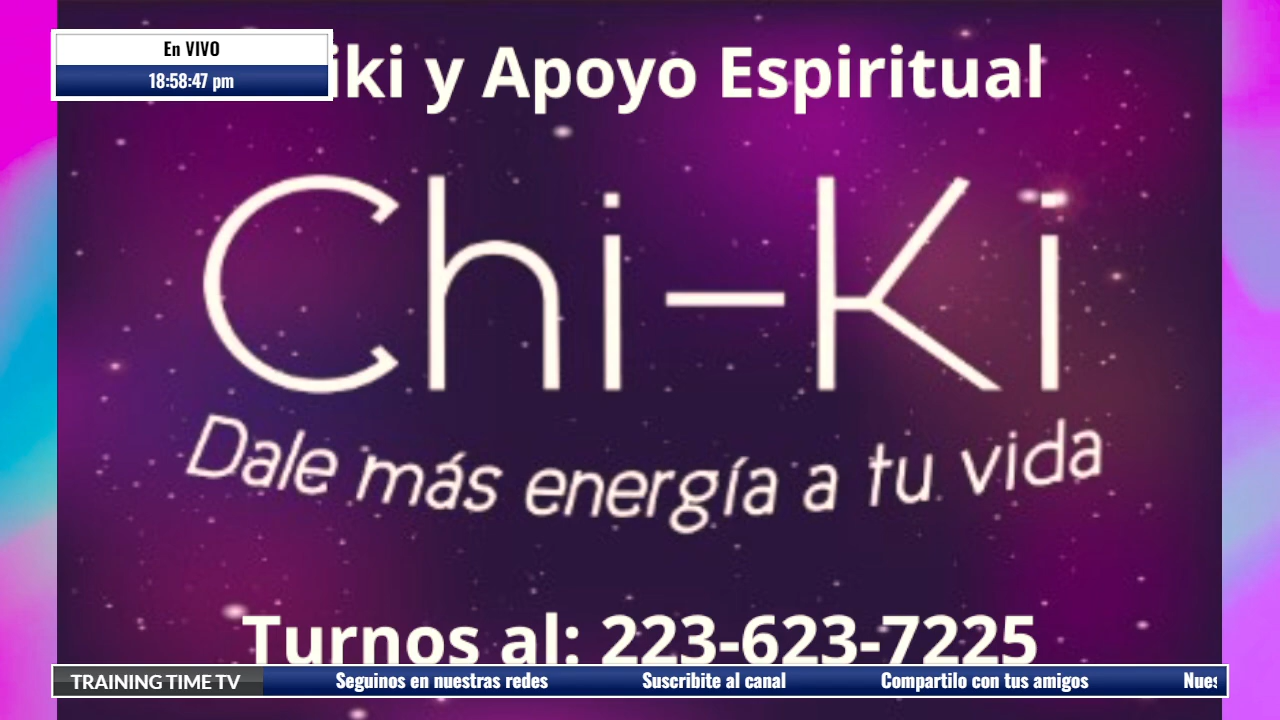 En VIVO
18:58:47 pm
iki y Apoyo Espiritual
Chi-Ki
Dale más energía a tu vida
Turnos al: 223-623-7225
TRAINING TIME TV
Seguinos en nuestras redes
Suscribite al canal
Compartilo con tus amigos